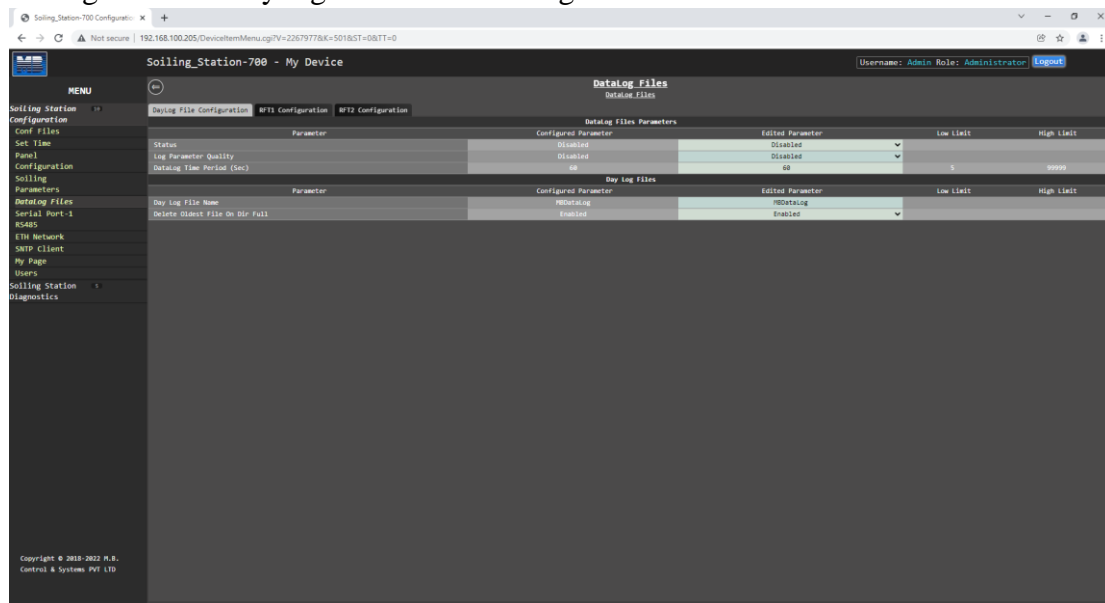 Soiling_Station-700 Configuratio
Not secure | 192.168.100.205/DeviceItemMenu.cgi?V=2267977&K=501&ST=0&TT=0
Soiling_Station-700 - My Device
Username: Admin Role: Administrator Logout
MENU
DataLog Files
DataLog Files
Soiling Station
Configuration
Conf Files
Set Time
Panel
Configuration
Soiling
Parameters
DataLog Files
Serial Port-1
RS485
ETH Network
SNTP Client
My Page
Users
Soiling Station
Diagnostics
DayLog File Configuration RFT1 Configuration RFT2 Configuration
DataLog Files Parameters
Parameter Configured Parameter Edited Parameter Low Limit High Limit
Status Disabled Disabled
Log Parameter Quality Disabled Disabled
DataLog Time Period (Sec) 60 60 5 99999
Day Log Files
Parameter Configured Parameter Edited Parameter Low Limit High Limit
Day Log File Name MBDataLog MBDataLog
Delete Oldest File On Dir Full Enabled Enabled
Copyright © 2018-2022 M.B.
Control & Systems PVT LTD